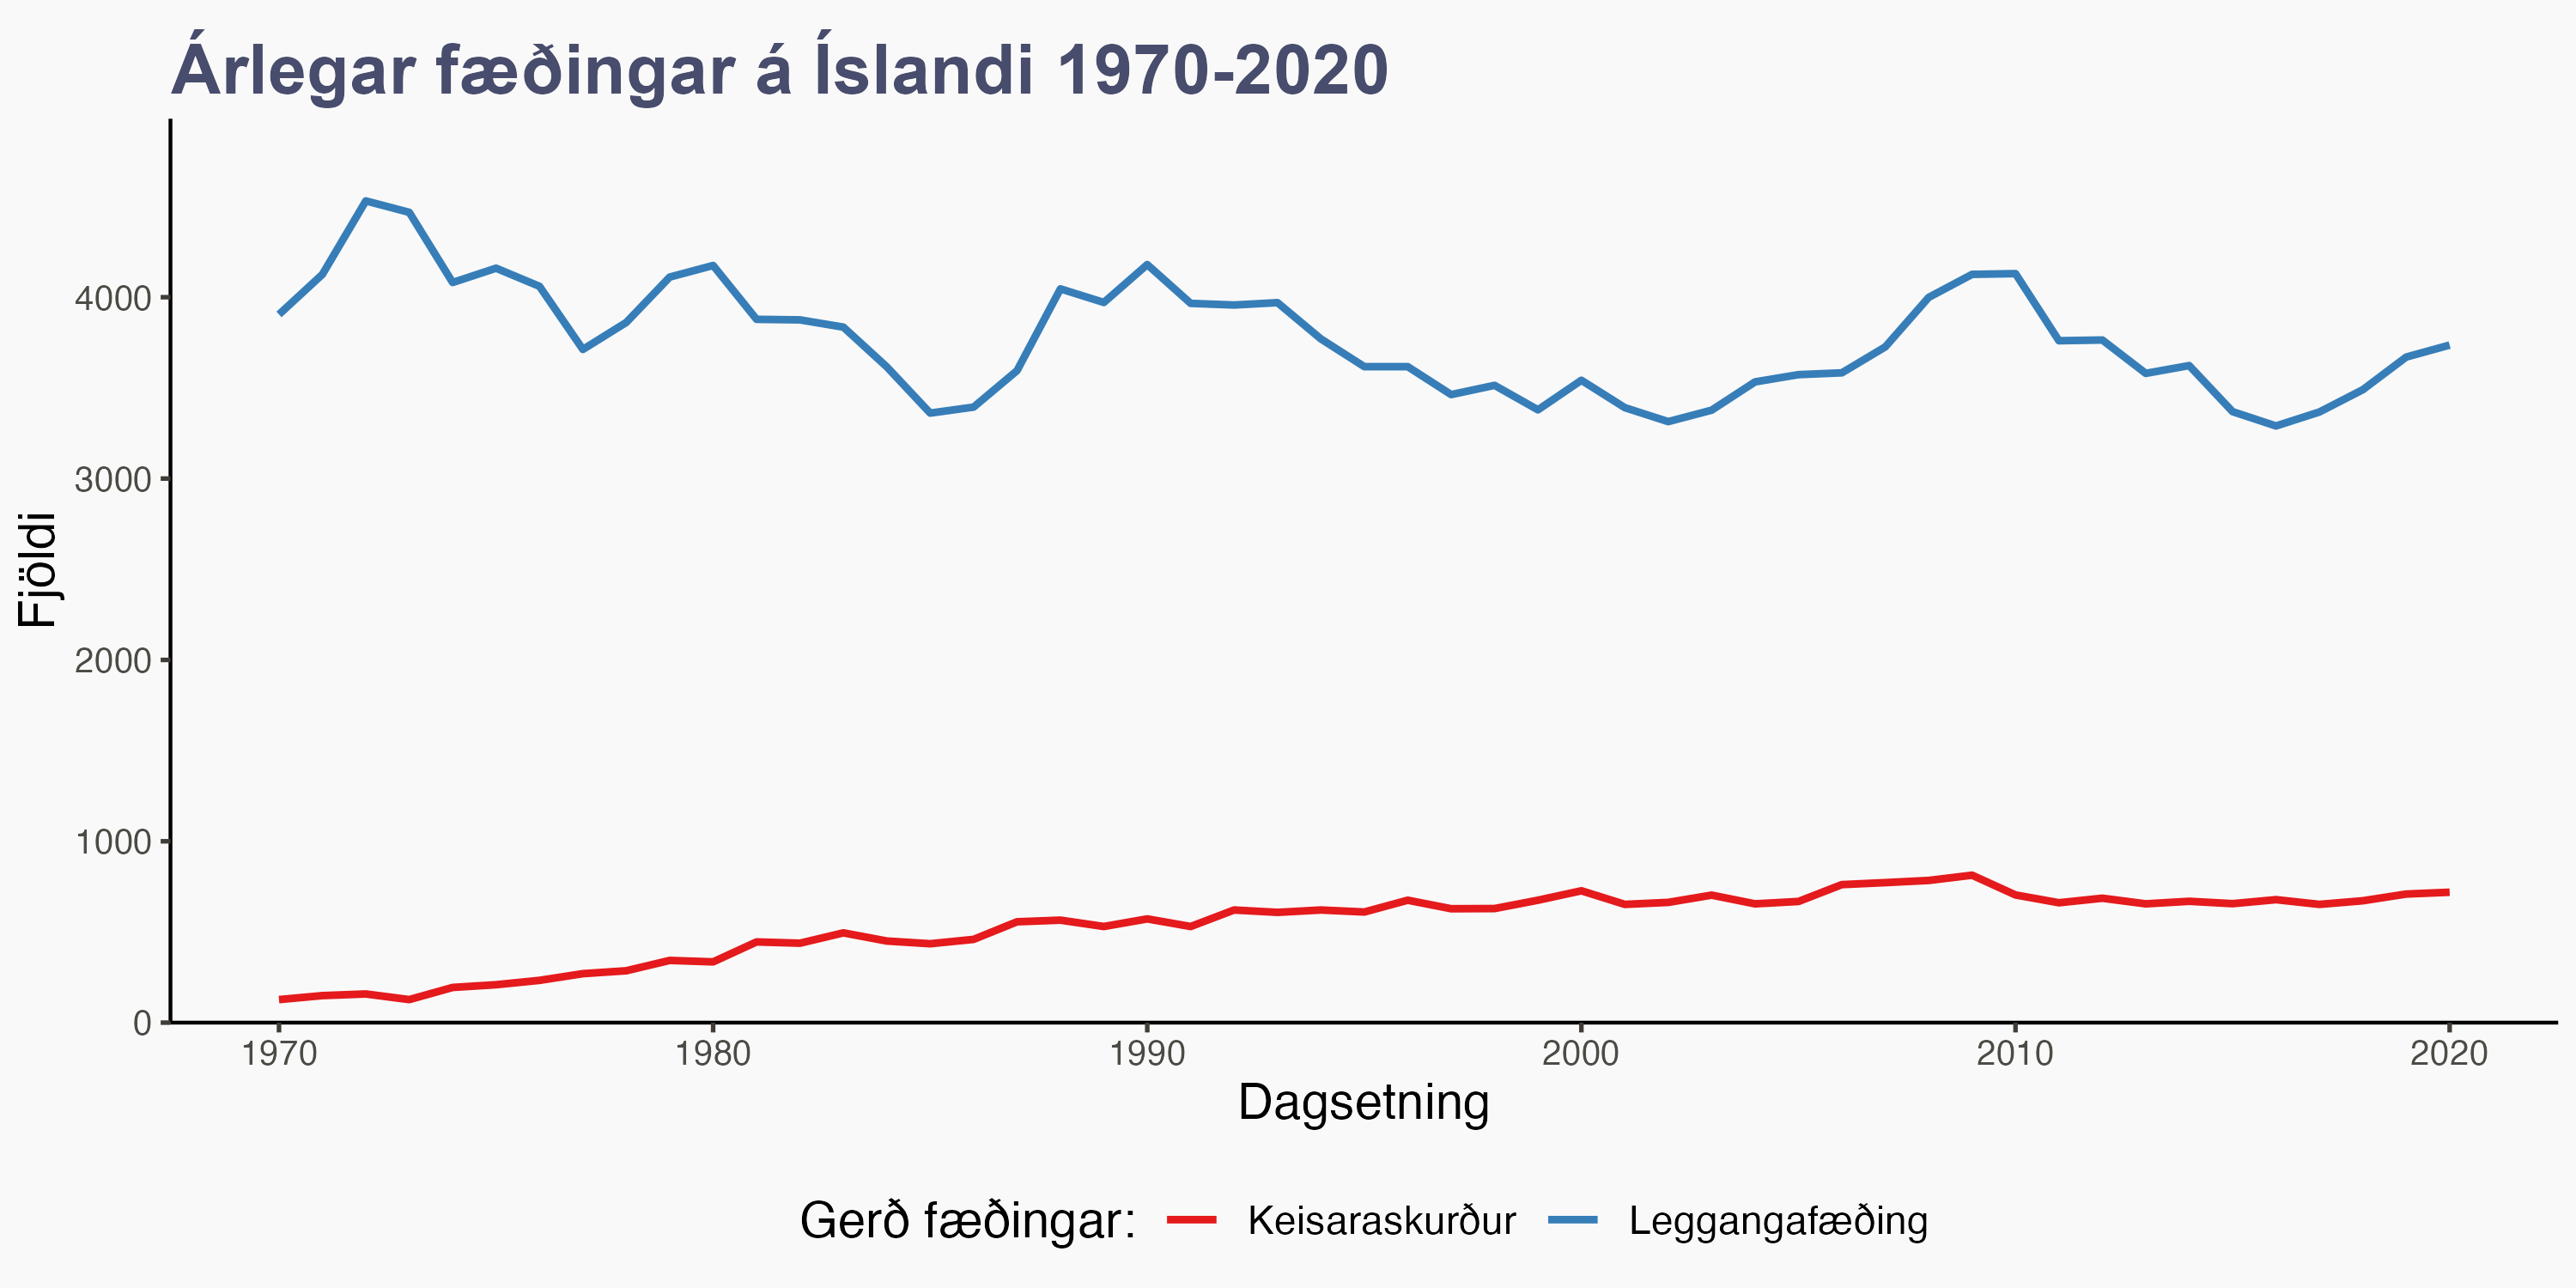 Árlegar fæðingar á Íslandi 1970-2020
Fjöldi
4000
3000
2000
1000
0
1970 1980 1990 2000 2010 2020
Dagsetning
Gerð fæðingar: Keisaraskurður Leggangafæðing